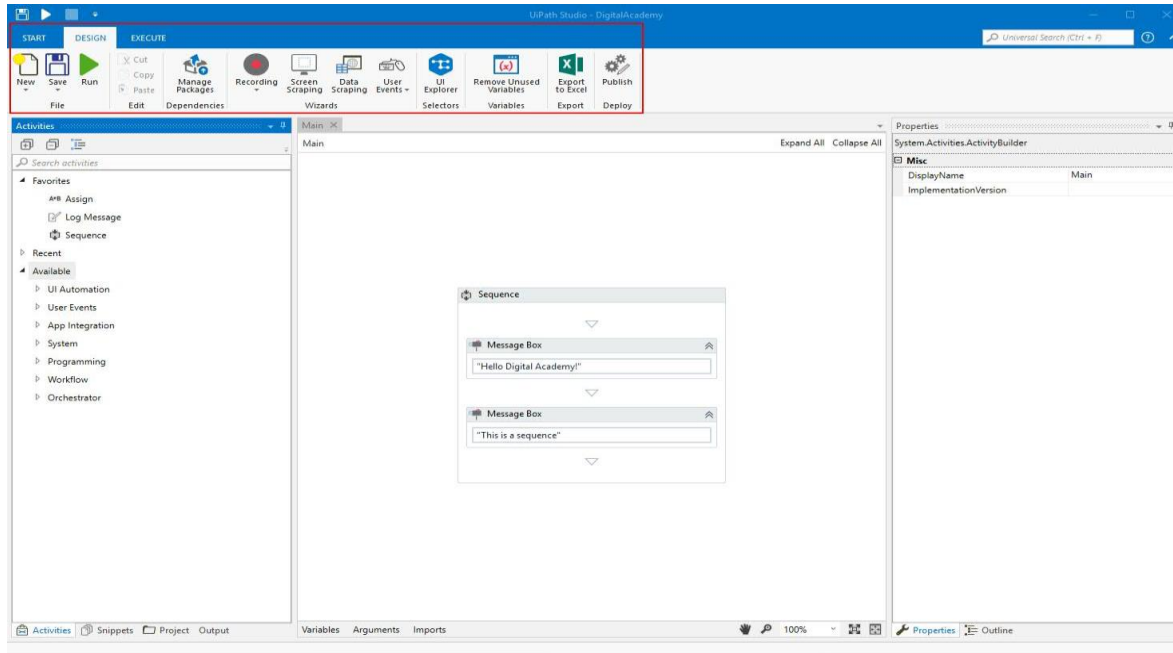 UiPath Studio - DigitalAcademy
START DESIGN EXECUTE
Universal Search (Ctrl + F)
New Save Run
Cut
Copy
Paste
Manage Packages
Recording
Screen Scraping
Data Scraping
User Events
UI Explorer
Remove Unused Variables
Export to Excel
Publish
File Edit Dependencies Wizards Selectors Variables Export Deploy
Activities
Search activities
Favorites
A*B Assign
Log Message
Sequence
Recent
Available
UI Automation
User Events
App Integration
System
Programming
Workflow
Orchestrator
Activities Snippets Project Output
Main
Main Expand All Collapse All
Sequence
Message Box
"Hello Digital Academy!"
Message Box
"This is a sequence"
Variables Arguments Imports 100%
Properties
System.Activities.ActivityBuilder
Misc
DisplayName Main
ImplementationVersion
Properties Outline